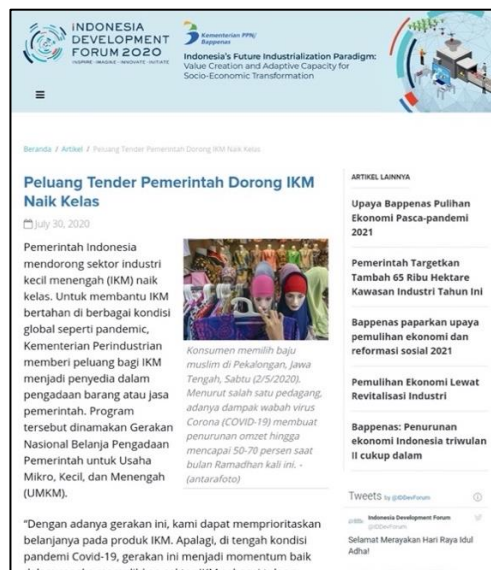 INDONESIA
DEVELOPMENT
FORUM 2020
INSPIRE - IMAGINE - INNOVATE - INITIATE
Kementerian PPN/
Bappenas
Indonesia's Future Industrialization Paradigm:
Value Creation and Adaptive Capacity for
Socio-Economic Transformation
Beranda / Artikel / Peluang Tender Pemerintah Dorong IKM Naik Kelas
Peluang Tender Pemerintah Dorong IKM
Naik Kelas
July 30, 2020
Pemerintah Indonesia
mendorong sektor industri
kecil menengah (IKM) naik
kelas. Untuk membantu IKM
bertahan di berbagai kondisi
global seperti pandemic,
Kementerian Perindustrian
memberi peluang bagi IKM
menjadi penyedia dalam
pengadaan barang atau jasa
pemerintah. Program
tersebut dinamakan Gerakan
Nasional Belanja Pengadaan
Pemerintah untuk Usaha
Mikro, Kecil, dan Menengah
(UMKM).
Konsumen memilih baju
muslim di Pekalongan, Jawa
Tengah, Sabtu (2/5/2020).
Menurut salah satu pedagang,
adanya dampak wabah virus
Corona (COVID-19) membuat
penurunan omzet hingga
mencapai 50-70 persen saat
bulan Ramadhan kali ini. -
(antarafoto)
"Dengan adanya gerakan ini, kami dapat memprioritaskan
belanjanya pada produk IKM. Apalagi, di tengah kondisi
pandemi Covid-19, gerakan ini menjadi momentum baik
ARTIKEL LAINNYA
Upaya Bappenas Pulihan
Ekonomi Pasca-pandemi
2021
Pemerintah Targetkan
Tambah 65 Ribu Hektare
Kawasan Industri Tahun Ini
Bappenas paparkan upaya
pemulihan ekonomi dan
reformasi sosial 2021
Pemulihan Ekonomi Lewat
Revitalisasi Industri
Bappenas: Penurunan
ekonomi Indonesia triwulan
II cukup dalam
Tweets by @IDDevForum
Indonesia Development Forum
@IDDevForum
Selamat Merayakan Hari Raya Idul
Adha!